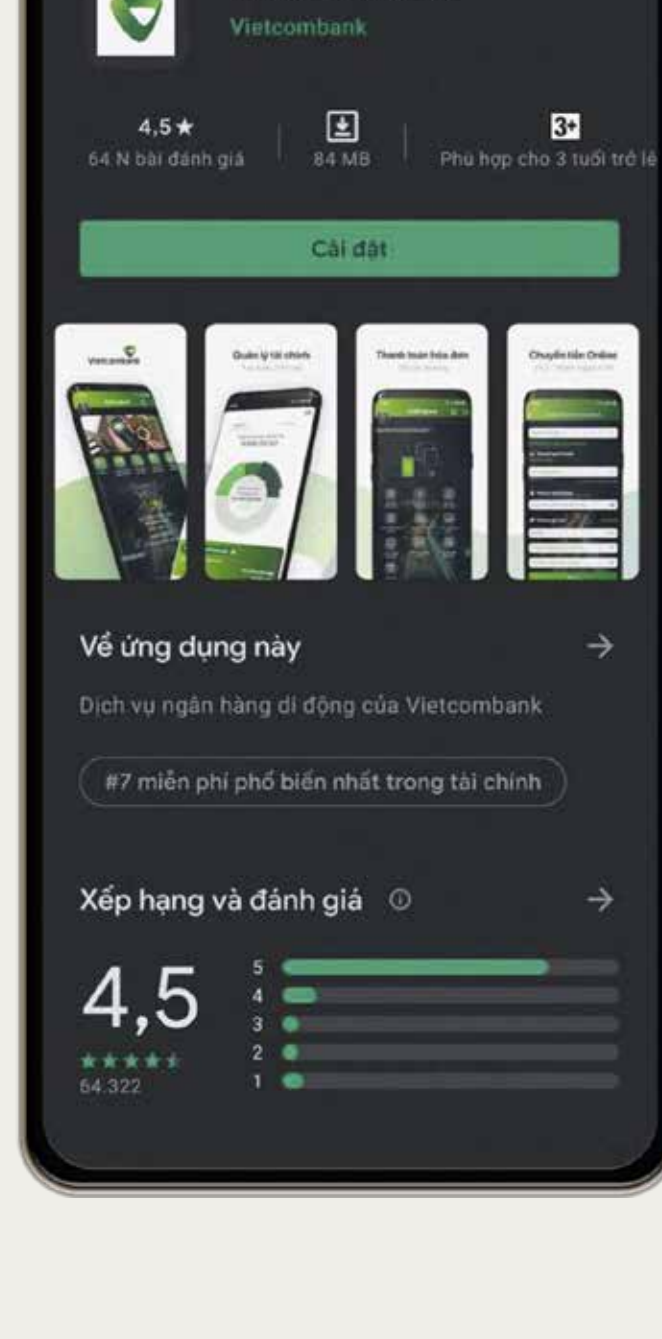 Vietcombank
4,5★
64 N bài đánh giá
84 MB
3+
Phù hợp cho 3 tuổi trở lê
Cài đặt
Vietcombank
Quản lý tài chính
Thanh toán hóa đơn
Chuyển tiền Online
Về ứng dụng này
Dịch vụ ngân hàng di động của Vietcombank
#7 miễn phí phổ biến nhất trong tài chính
Xếp hạng và đánh giá
4,5
64.322
5
4
3
2
1